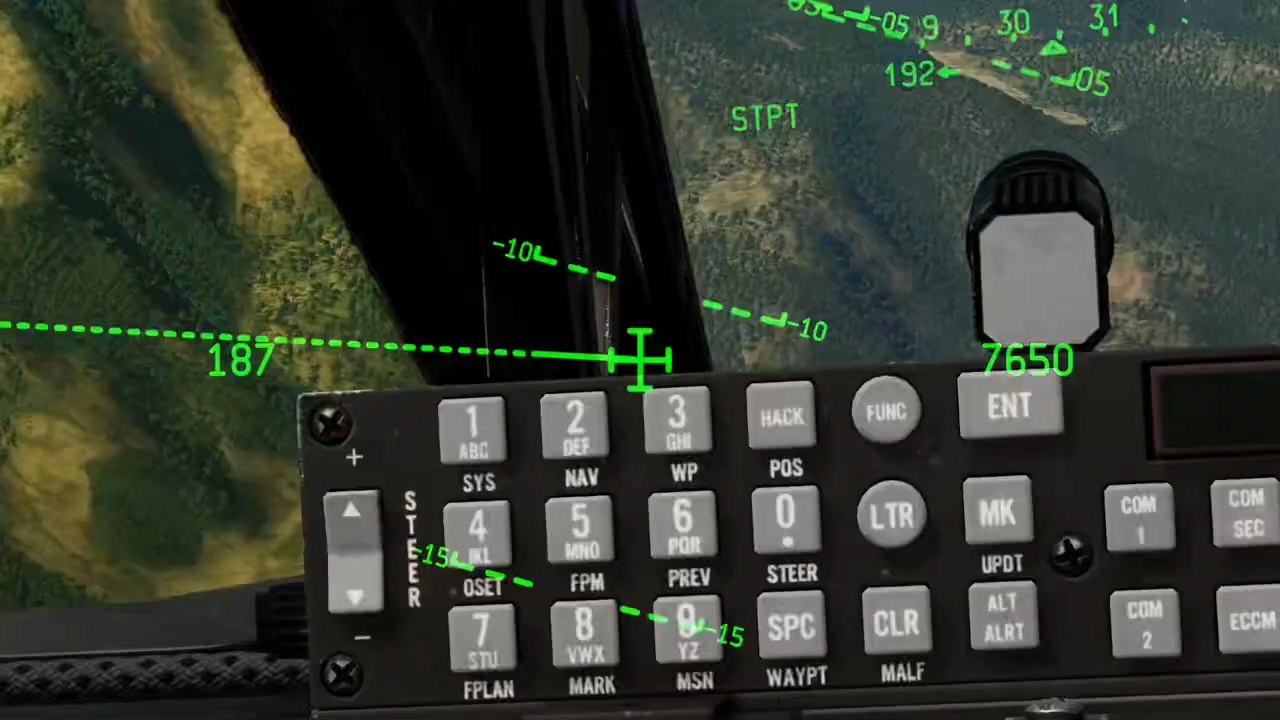 -05 9 30 31
192 05
STPT
-10
-10
187 7650
1 ABC 2 DEF 3 GHI HACK FUNC ENT
+ SYS NAV WP POS
STEER
4 JKL 5 MNO 6 PQR 0 . LTR MK COM 1 COM SEC
-15 OSET FPM PREV STEER UPDT
7 STU 8 VWX 9 YZ -15 SPC CLR ALT ALRT COM 2 ECCM
- FPLAN MARK MSN WAYPT MALF